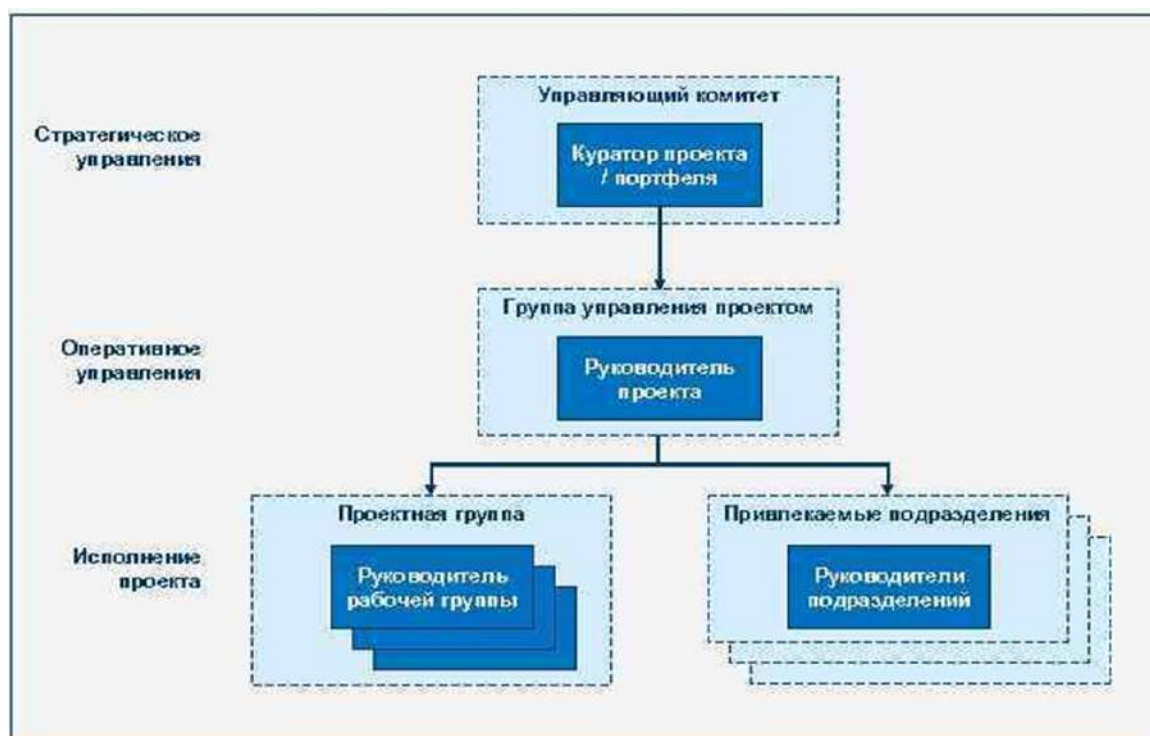 Управляющий комитет
Стратегическое
управления
Куратор проекта
/ портфеля
Группа управления проектом
Оперативное
управления
Руководитель
проекта
Проектная группа
Привлекаемые подразделения
Исполнение
проекта
Руководитель
рабочей группы
Руководители
подразделений